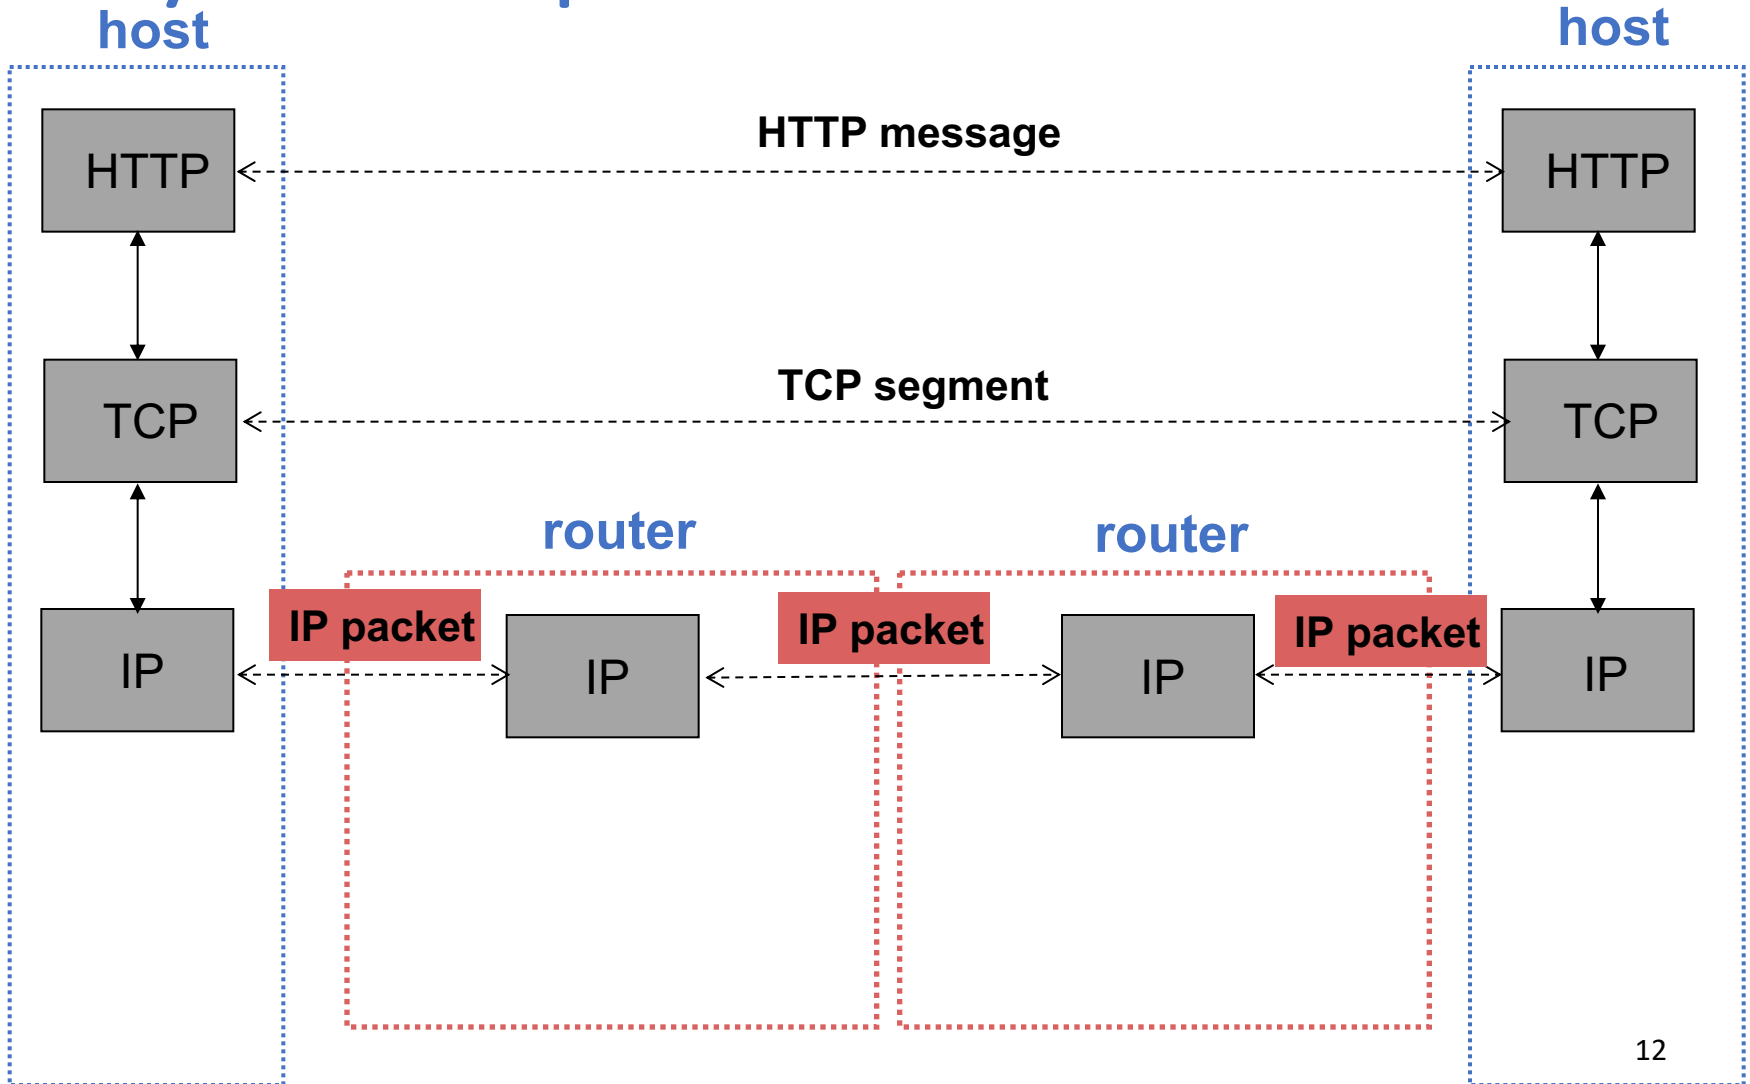 host
host
HTTP message
HTTP
HTTP
TCP segment
TCP
TCP
router
router
IP packet
IP packet
IP packet
IP
IP
IP
IP
12